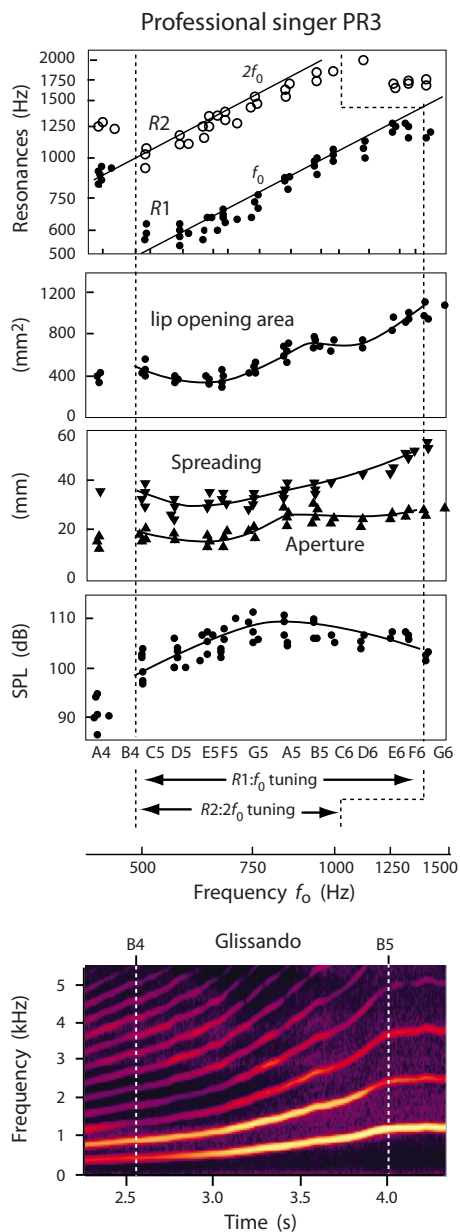 Professional singer PR3
Resonances (Hz)
2000
1750
1500
1250
1000
750
600
500
2f₀
R2
f₀
R1
(mm²)
1200
800
400
0
lip opening area
(mm)
60
40
20
0
Spreading
Aperture
SPL (dB)
110
100
90
A4 B4 C5 D5 E5 F5 G5 A5 B5 C6 D6 E6 F6 G6
R1:f₀ tuning
R2:2f₀ tuning
500 750 1000 1250 1500
Frequency fₒ (Hz)
B4 Glissando B5
Frequency (kHz)
5
4
3
2
1
0
2.5 3.0 3.5 4.0
Time (s)